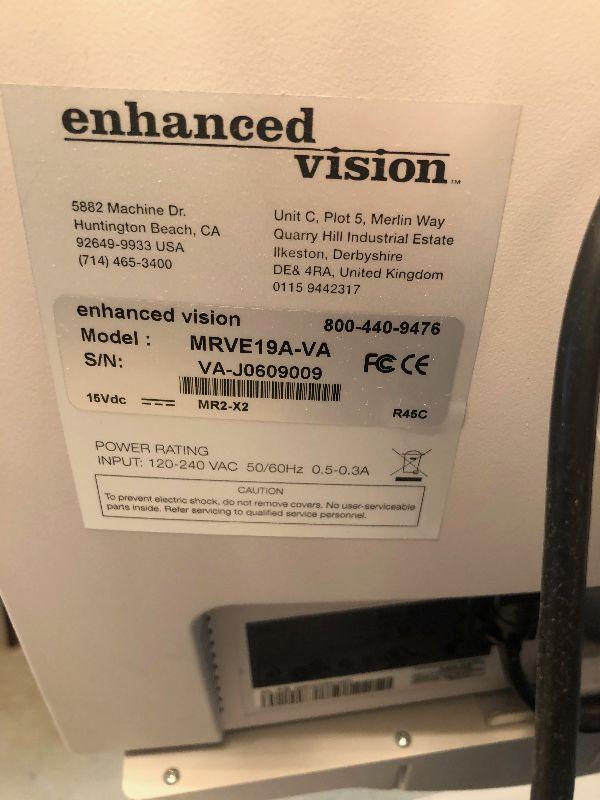 enhanced
vision™
5882 Machine Dr.
Huntington Beach, CA
92649-9933 USA
(714) 465-3400
Unit C, Plot 5, Merlin Way
Quarry Hill Industrial Estate
Ilkeston, Derbyshire
DE& 4RA, United Kingdom
0115 9442317
enhanced vision 800-440-9476
Model : MRVE19A-VA
S/N: VA-J0609009
FC CE
15Vdc MR2-X2 R45C
POWER RATING
INPUT: 120-240 VAC 50/60Hz 0.5-0.3A
CAUTION
To prevent electric shock, do not remove covers. No user-serviceable
parts inside. Refer servicing to qualified service personnel.